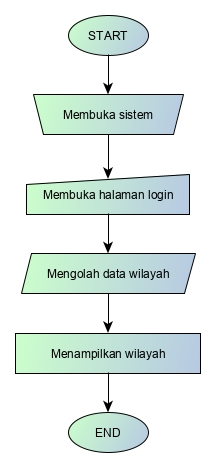 START
Membuka sistem
Membuka halaman login
Mengolah data wilayah
Menampilkan wilayah
END